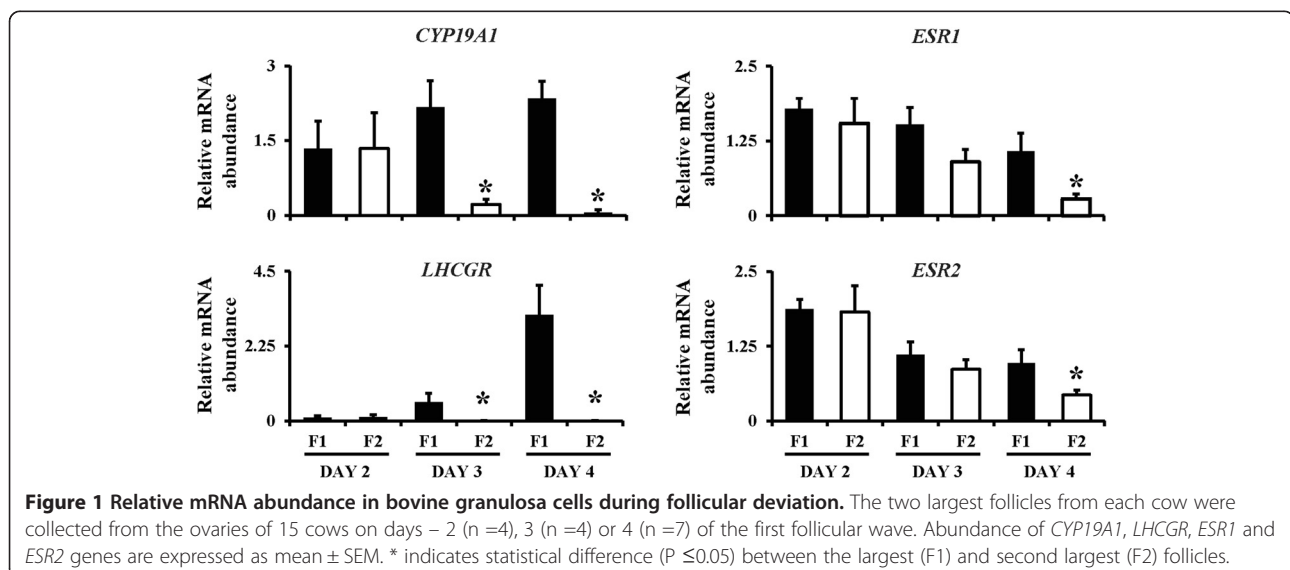 CYP19A1
Relative mRNA
abundance
3
1.5
0
*
*
ESR1
Relative mRNA
abundance
2.5
1.25
0
*
LHCGR
Relative mRNA
abundance
4.5
2.25
0
*
*
F1 F2 F1 F2 F1 F2
DAY 2 DAY 3 DAY 4
ESR2
Relative mRNA
abundance
2.5
1.25
0
*
F1 F2 F1 F2 F1 F2
DAY 2 DAY 3 DAY 4
Figure 1 Relative mRNA abundance in bovine granulosa cells during follicular deviation. The two largest follicles from each cow were
collected from the ovaries of 15 cows on days – 2 (n =4), 3 (n =4) or 4 (n =7) of the first follicular wave. Abundance of CYP19A1, LHCGR, ESR1 and
ESR2 genes are expressed as mean ± SEM. * indicates statistical difference (P ≤0.05) between the largest (F1) and second largest (F2) follicles.